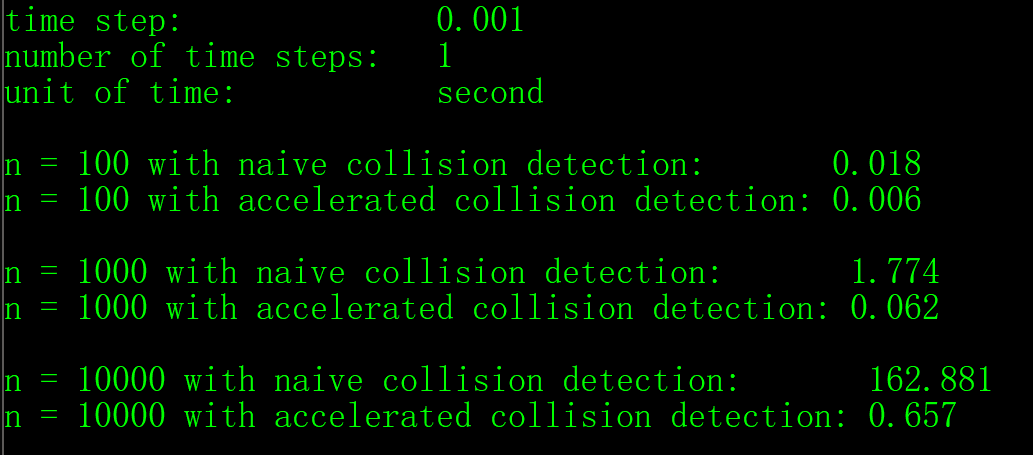 time step: 0.001
number of time steps: 1
unit of time: second
n = 100 with naive collision detection: 0.018
n = 100 with accelerated collision detection: 0.006
n = 1000 with naive collision detection: 1.774
n = 1000 with accelerated collision detection: 0.062
n = 10000 with naive collision detection: 162.881
n = 10000 with accelerated collision detection: 0.657